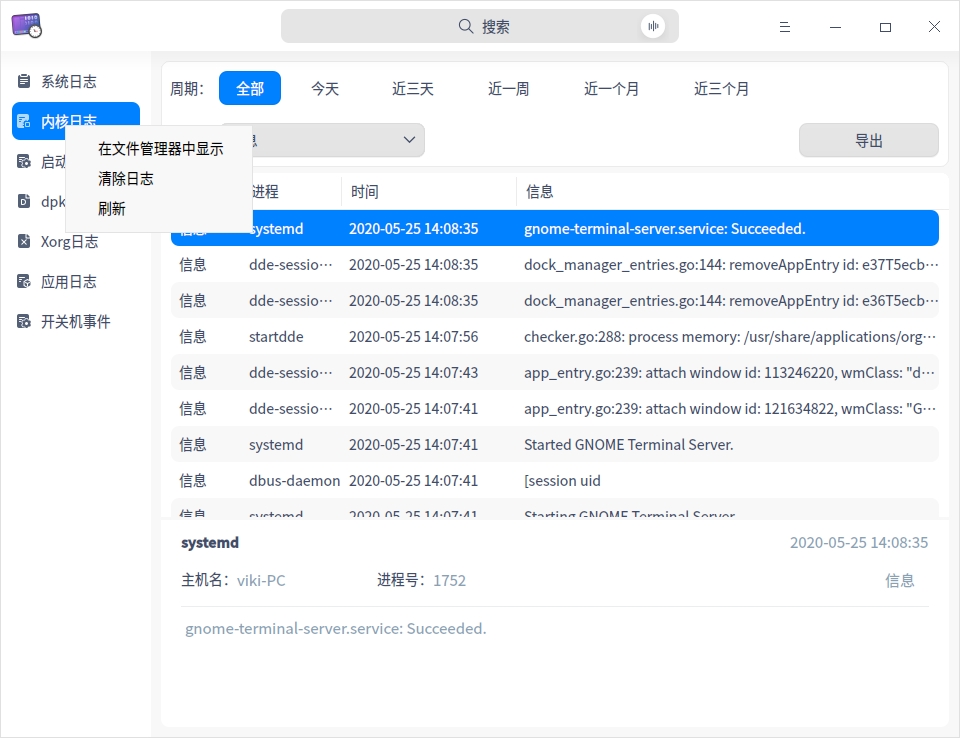 搜索
系统日志
内核日志
启动
dpk
Xorg日志
应用日志
开关机事件
在文件管理器中显示
清除日志
刷新
周期： 全部 今天 近三天 近一周 近一个月 近三个月
导出
进程 时间 信息
信息 systemd 2020-05-25 14:08:35 gnome-terminal-server.service: Succeeded.
信息 dde-sessio··· 2020-05-25 14:08:35 dock_manager_entries.go:144: removeAppEntry id: e37T5ecb···
信息 dde-sessio··· 2020-05-25 14:08:35 dock_manager_entries.go:144: removeAppEntry id: e36T5ecb···
信息 startdde 2020-05-25 14:07:56 checker.go:288: process memory: /usr/share/applications/org···
信息 dde-sessio··· 2020-05-25 14:07:43 app_entry.go:239: attach window id: 113246220, wmClass: "d···
信息 dde-sessio··· 2020-05-25 14:07:41 app_entry.go:239: attach window id: 121634822, wmClass: "G···
信息 systemd 2020-05-25 14:07:41 Started GNOME Terminal Server.
信息 dbus-daemon 2020-05-25 14:07:41 [session uid
信息 systemd 2020-05-25 14:07:41 Starting GNOME Terminal Server
systemd 2020-05-25 14:08:35
主机名： viki-PC 进程号： 1752 信息
gnome-terminal-server.service: Succeeded.